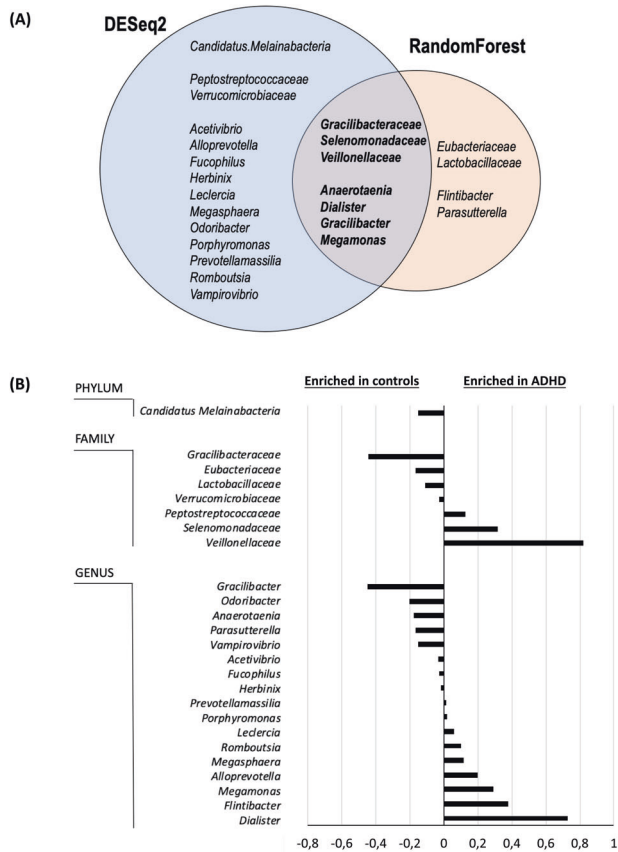 (A)
DESeq2
RandomForest
Candidatus.Melainabacteria
Peptostreptococcaceae
Verrucomicrobiaceae
Acetivibrio
Alloprevotella
Fucophilus
Herbinix
Leclercia
Megasphaera
Odoribacter
Porphyromonas
Prevotellamassilia
Romboutsia
Vampirovibrio
Gracilibacteraceae
Selenomonadaceae
Veillonellaceae
Anaerotaenia
Dialister
Gracilibacter
Megamonas
Eubacteriaceae
Lactobacillaceae
Flintibacter
Parasutterella
(B)
Enriched in controls
Enriched in ADHD
PHYLUM
Candidatus Melainabacteria
FAMILY
Gracilibacteraceae
Eubacteriaceae
Lactobacillaceae
Verrucomicrobiaceae
Peptostreptococcaceae
Selenomonadaceae
Veillonellaceae
GENUS
Gracilibacter
Odoribacter
Anaerotaenia
Parasutterella
Vampirovibrio
Acetivibrio
Fucophilus
Herbinix
Prevotellamassilia
Porphyromonas
Leclercia
Romboutsia
Megasphaera
Alloprevotella
Megamonas
Flintibacter
Dialister
-0,8 -0,6 -0,4 -0,2 0 0,2 0,4 0,6 0,8 1